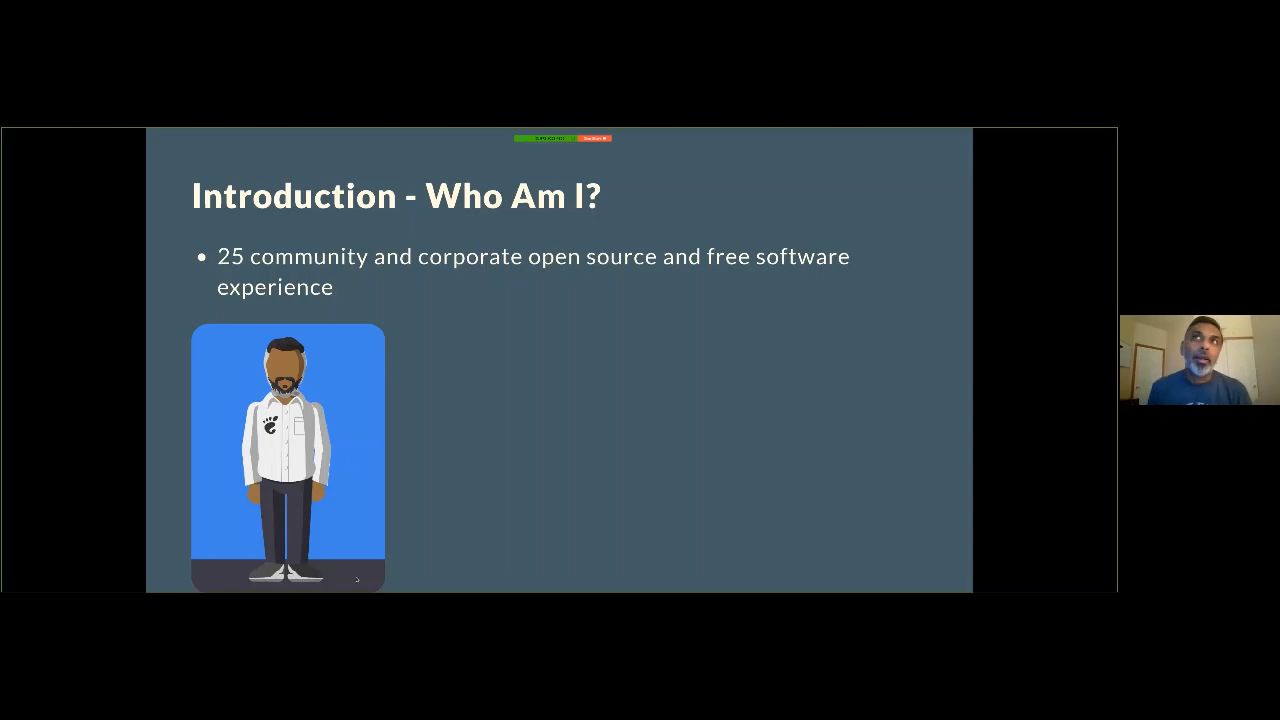 Introduction - Who Am I?
• 25 community and corporate open source and free software
experience